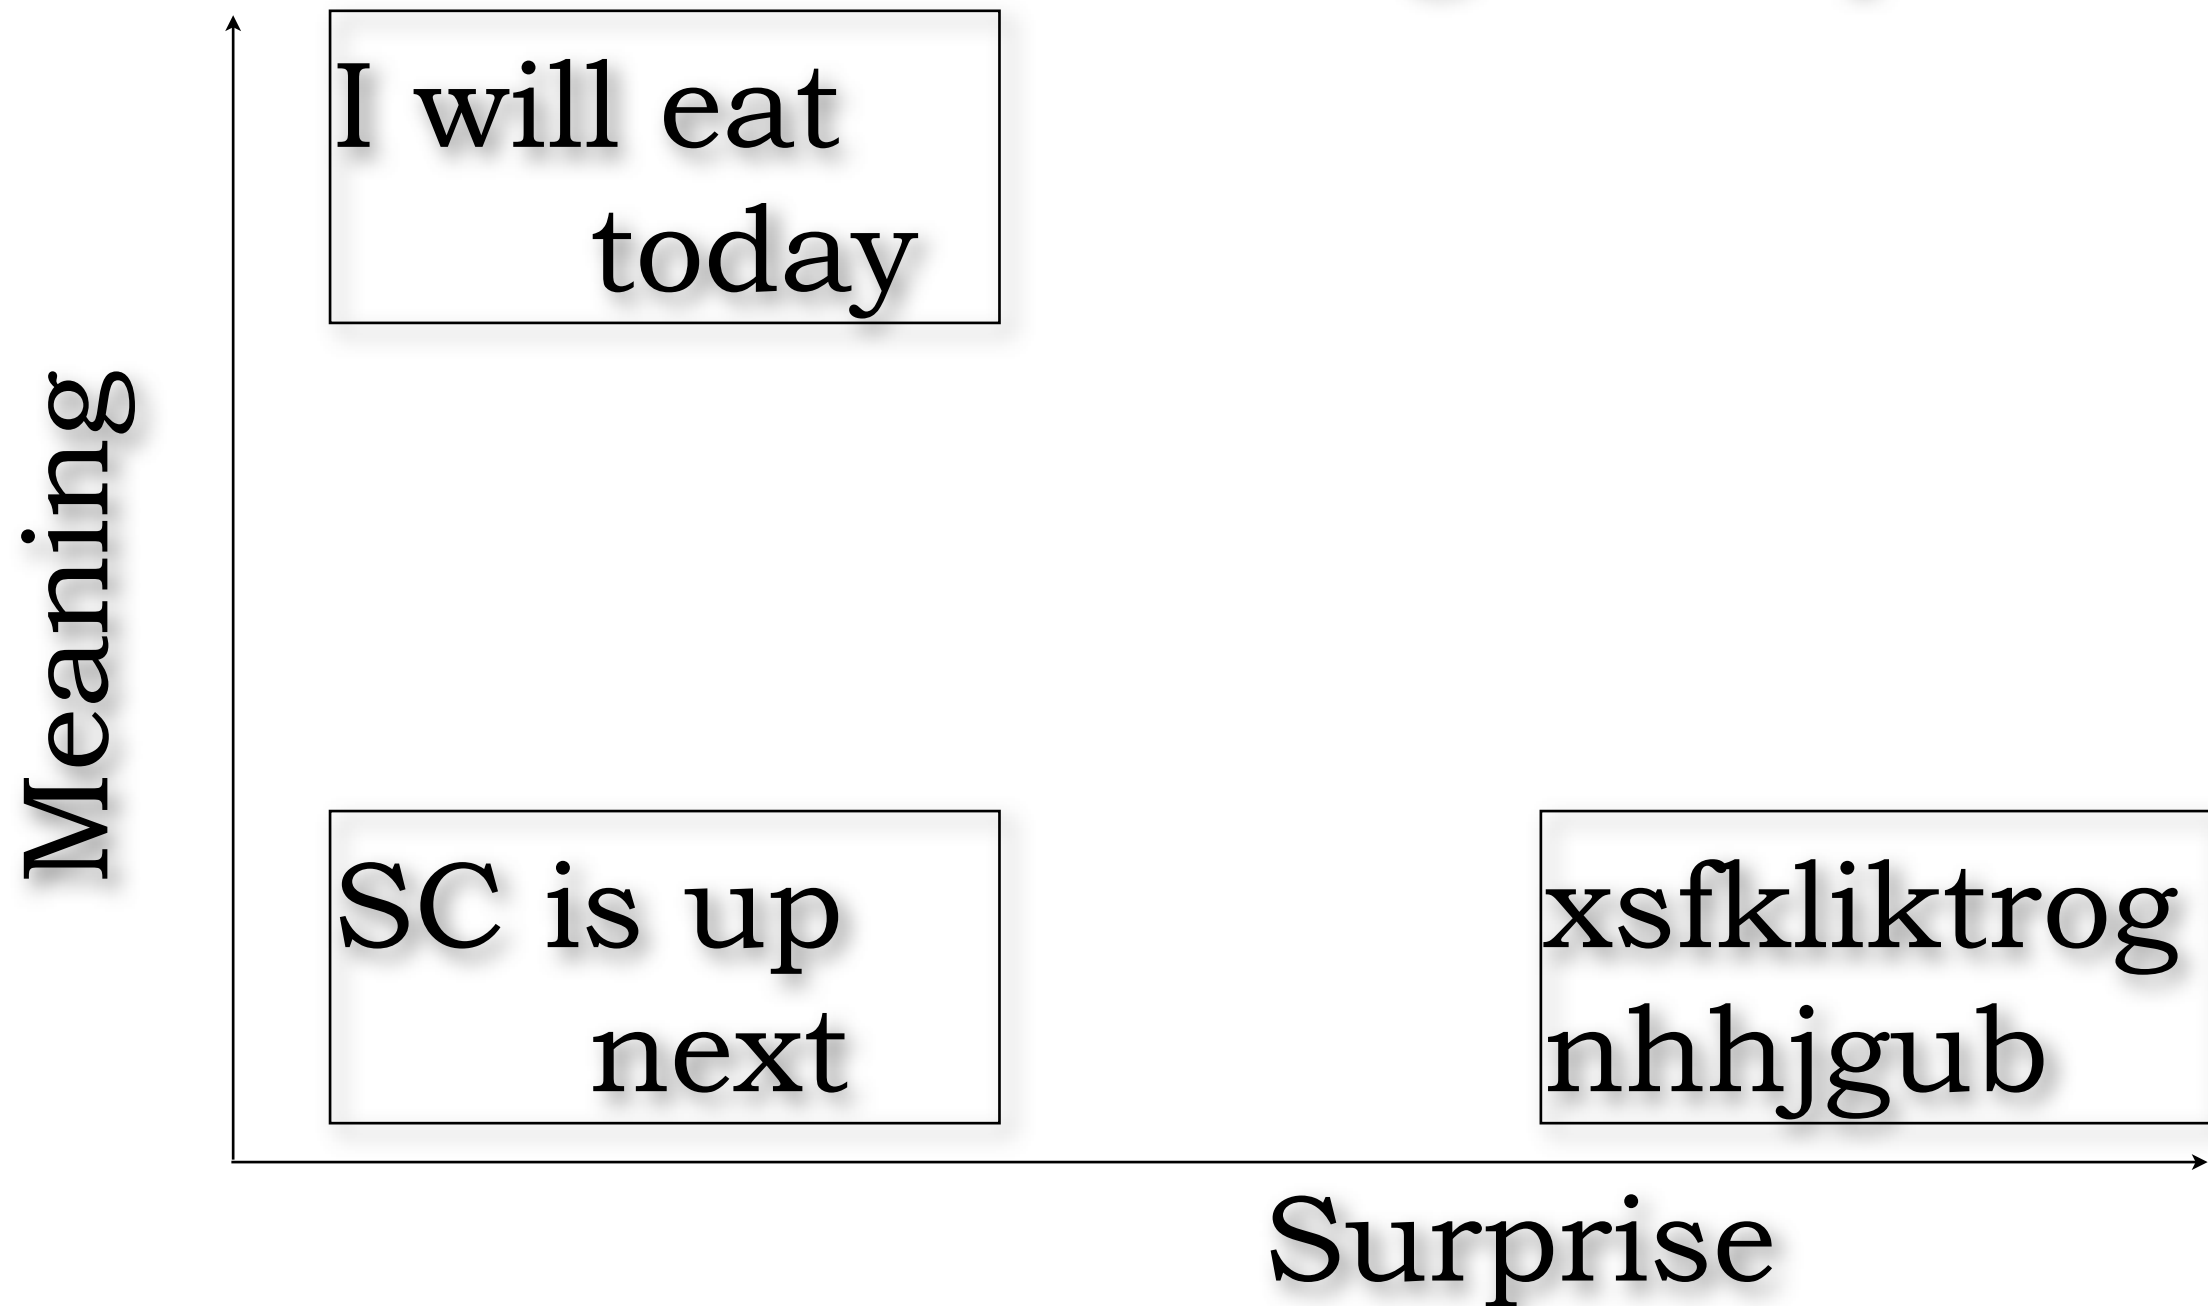 I will eat
today
Meaning
SC is up
next
xsfkliktrog
nhhjgub
Surprise